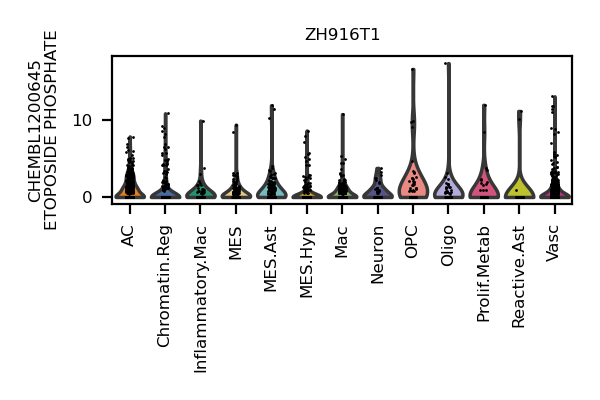 ZH916T1
CHEMBL1200645
ETOPOSIDE PHOSPHATE
10
0
AC
Chromatin.Reg
Inflammatory.Mac
MES
MES.Ast
MES.Hyp
Mac
Neuron
OPC
Oligo
Prolif.Metab
Reactive.Ast
Vasc